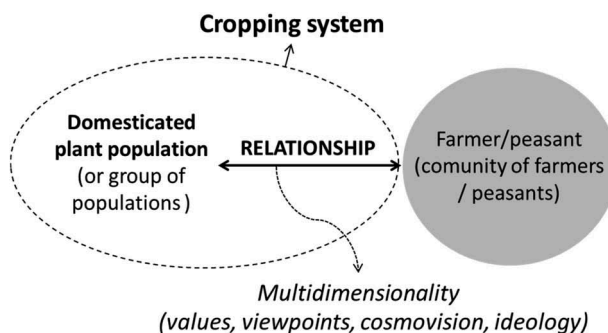 Cropping system
Domesticated
plant population
(or group of
populations )
RELATIONSHIP
Farmer/peasant
(comunity of farmers
/ peasants)
Multidimensionality
(values, viewpoints, cosmovision, ideology)